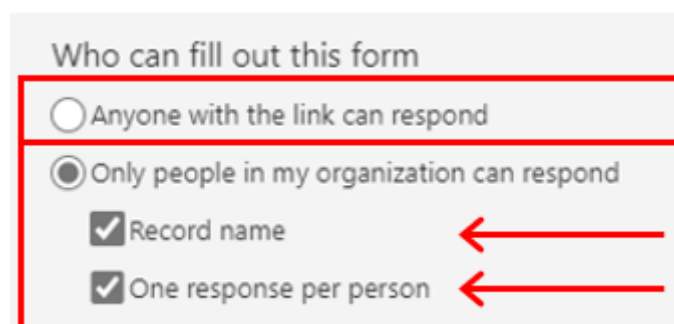 Who can fill out this form
Anyone with the link can respond
Only people in my organization can respond
Record name
One response per person